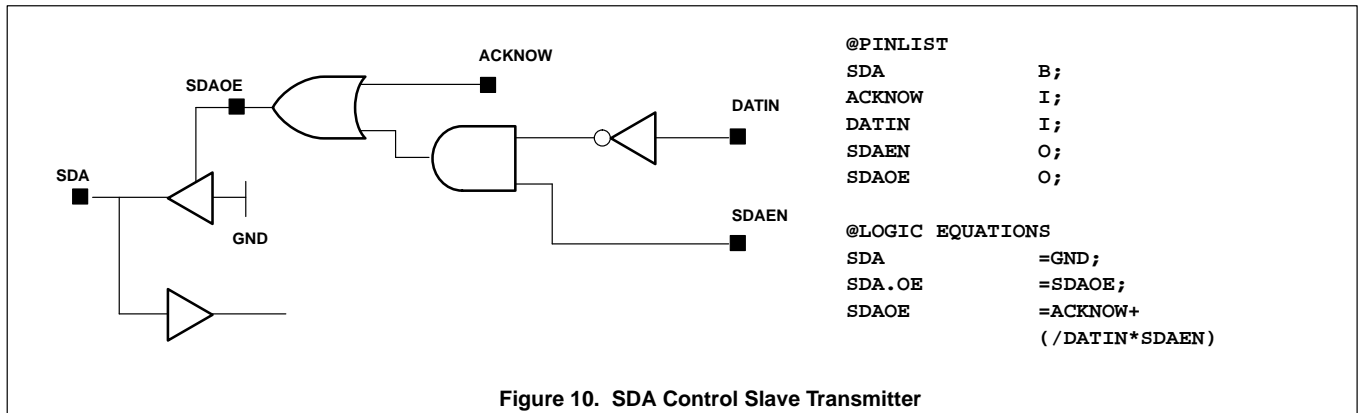 ACKNOW
SDAOE
DATIN
SDA
SDAEN
GND
@PINLIST
SDA B;
ACKNOW I;
DATIN I;
SDAEN O;
SDAOE O;
@LOGIC EQUATIONS
SDA =GND;
SDA.OE =SDAOE;
SDAOE =ACKNOW+
(/DATIN*SDAEN)
Figure 10. SDA Control Slave Transmitter